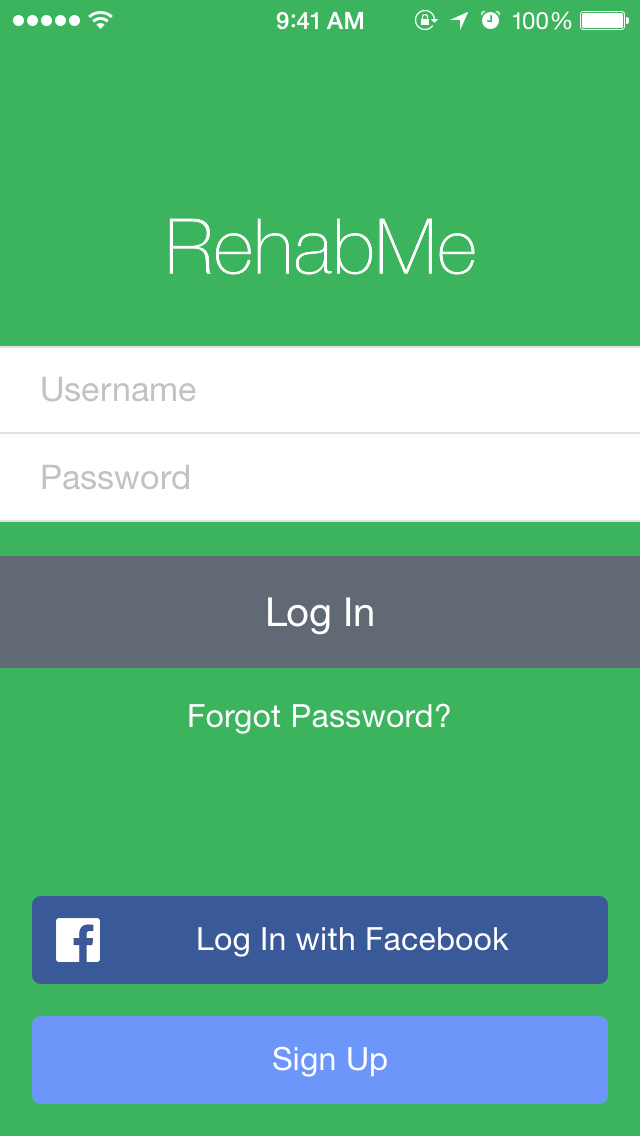 9:41 AM 100%
RehabMe
Username
Password
Log In
Forgot Password?
Log In with Facebook
Sign Up